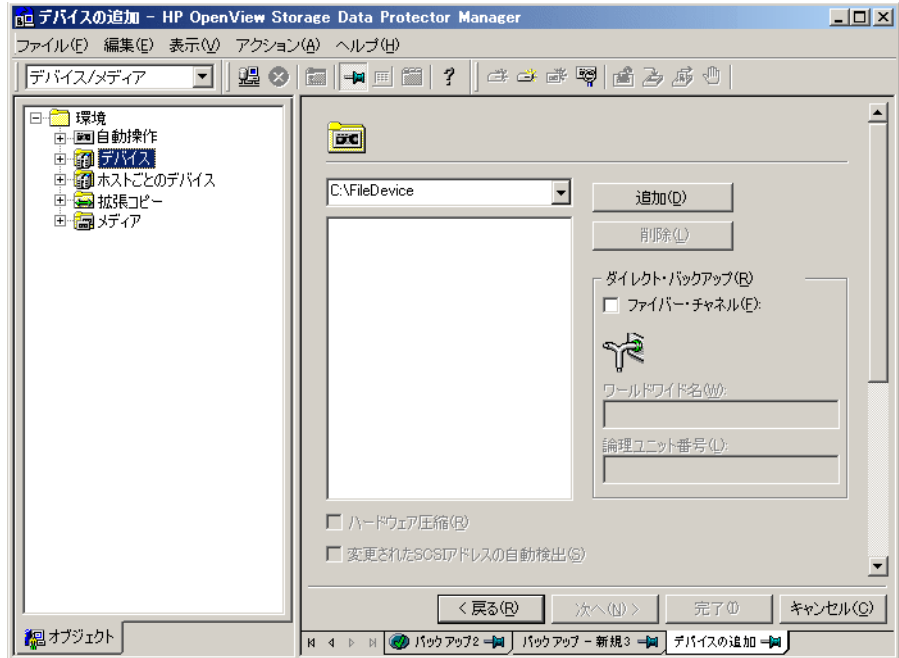 デバイスの追加 - HP OpenView Storage Data Protector Manager
ファイル(F) 編集(E) 表示(V) アクション(A) ヘルプ(H)
デバイス/メディア
環境
自動操作
デバイス
ホストごとのデバイス
拡張コピー
メディア
C:\FileDevice
追加(D)
削除(L)
ダイレクト・バックアップ(R)
ファイバー・チャネル(F):
ワールドワイド名(W):
論理ユニット番号(L):
ハードウェア圧縮(R)
変更されたSCSIアドレスの自動検出(S)
< 戻る(R) 次へ(N) > 完了(I) キャンセル(C)
オブジェクト
バックアップ2 バックアップ - 新規3 デバイスの追加